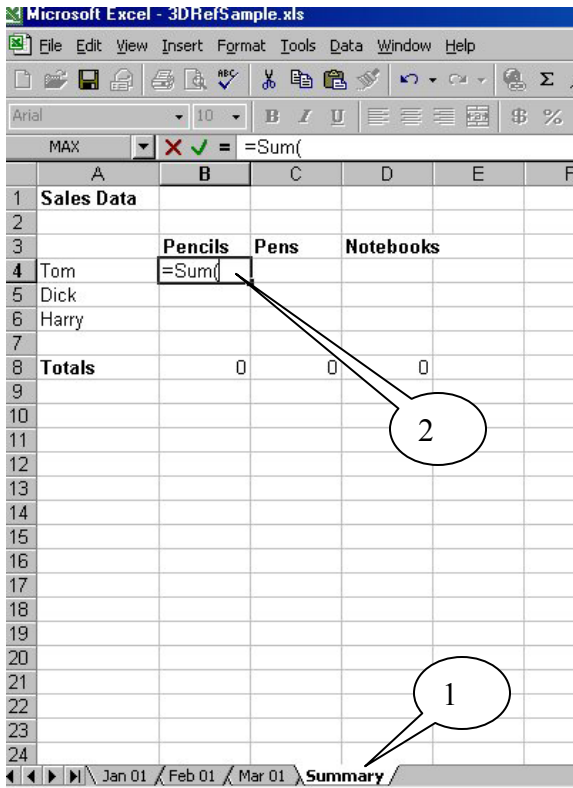 Microsoft Excel - 3DRefSample.xls
File Edit View Insert Format Tools Data Window Help
ABC Σ
Arial 10 B I U $ %
MAX = =Sum(
A B C D E F
1 Sales Data
2
3 Pencils Pens Notebooks
4 Tom =Sum(
5 Dick
6 Harry
7
8 Totals 0 0 0
9
10
11
2
12
13
14
15
16
17
18
19
20
21
1
22
23
24
Jan 01 Feb 01 Mar 01 Summary